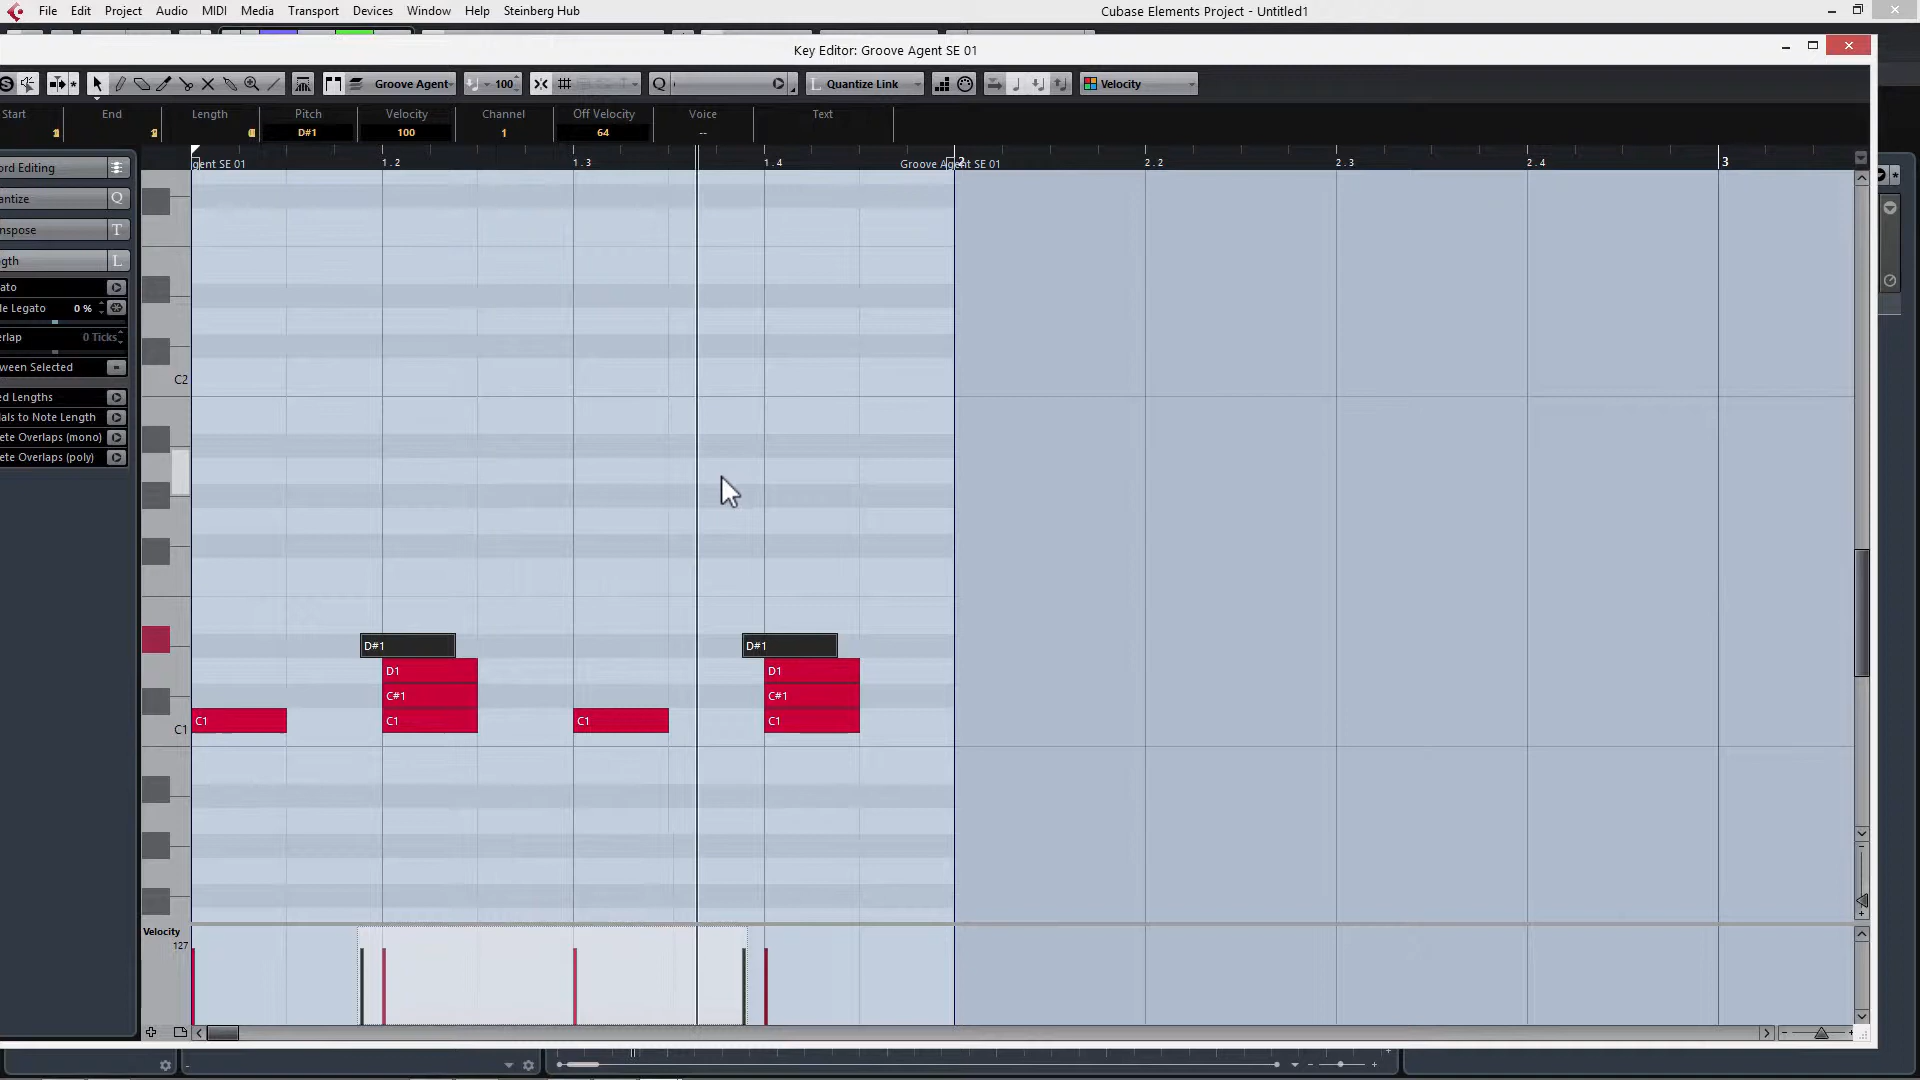 File Edit Project Audio MIDI Media Transport Devices Window Help Steinberg Hub
Cubase Elements Project - Untitled1
Key Editor: Groove Agent SE 01
S Groove Agent 100 Q Quantize Link Velocity
Start End Length Pitch Velocity Channel Off Velocity Voice Text
D#1 100 1 64 --
gent SE 01 1.2 1.3 1.4 Groove Agent SE 01 2 2.2 2.3 2.4 3
ord Editing
antize Q
nspose T
gth L
ato
le Legato 0 %
erlap 0 Ticks
ween Selected
ed Lengths
als to Note Length
ete Overlaps (mono)
ete Overlaps (poly)
C2
D#1 D#1
D1 D1
C#1 C#1
C1 C1 C1 C1 C1
Velocity
127